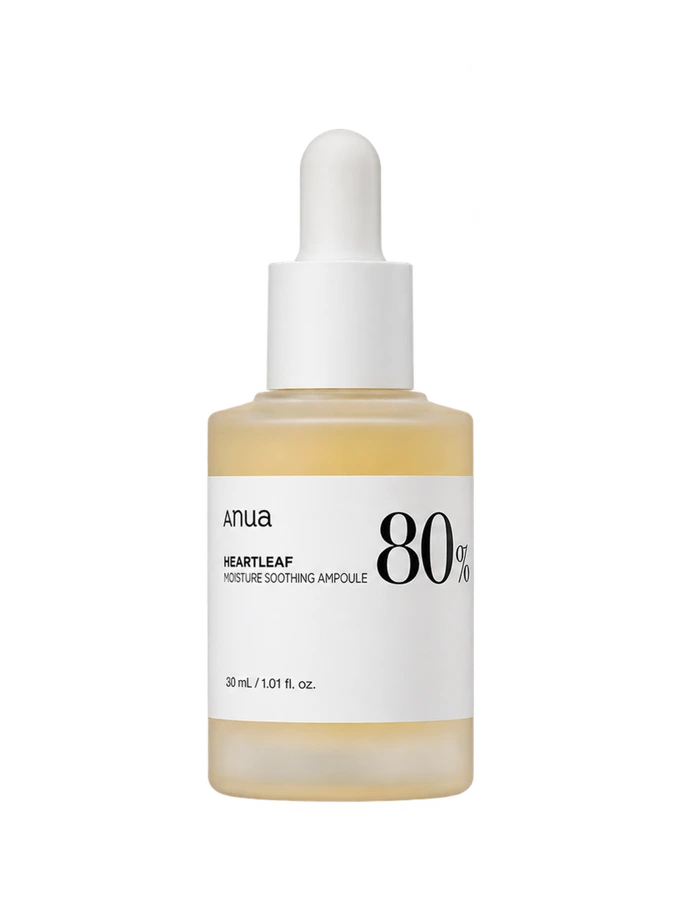 Anua
80%
HEARTLEAF
MOISTURE SOOTHING AMPOULE
30 mL / 1.01 fl. oz.